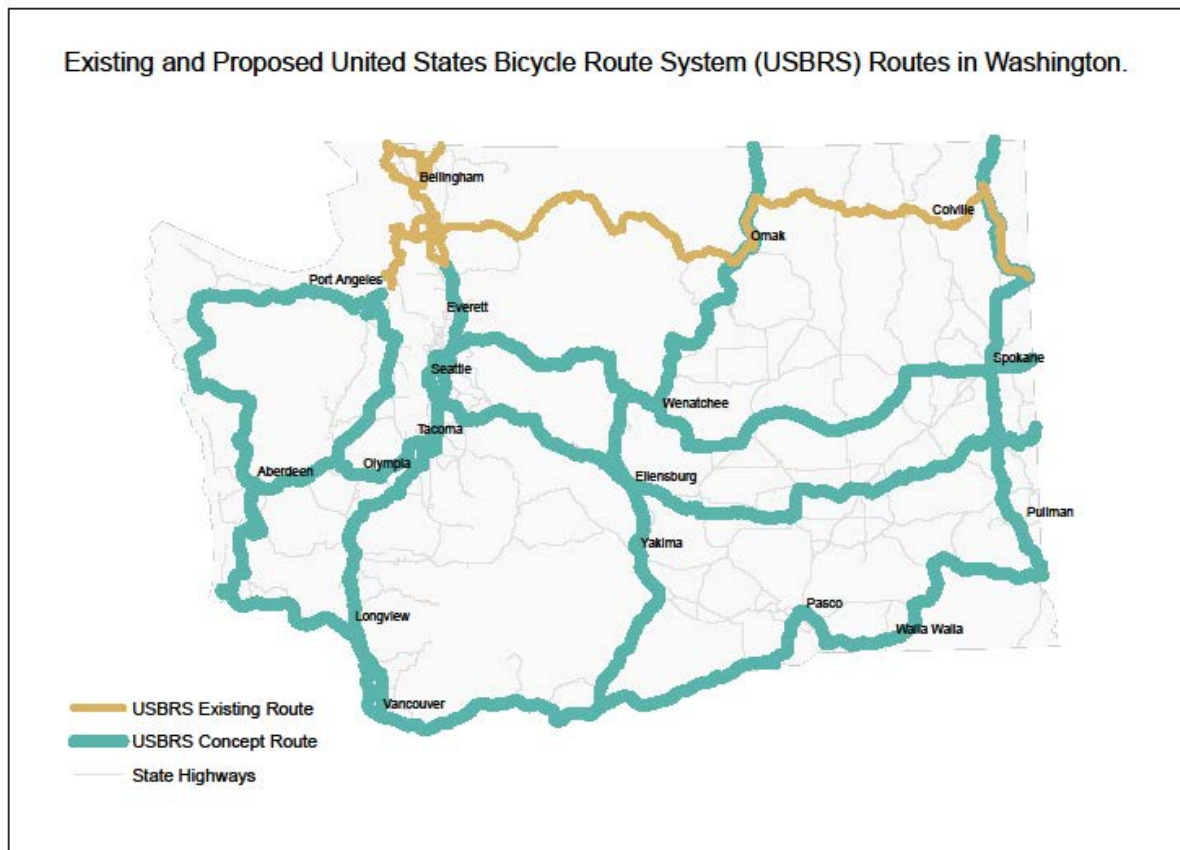 Existing and Proposed United States Bicycle Route System (USBRS) Routes in Washington.
Bellingham
Colville
Omak
Port Angeles
Everett
Spokane
Seattle
Wenatchee
Tacoma
Olympia
Aberdeen
Ellensburg
Pullman
Yakima
Pasco
Longview
Walla Walla
Vancouver
USBRS Existing Route
USBRS Concept Route
State Highways